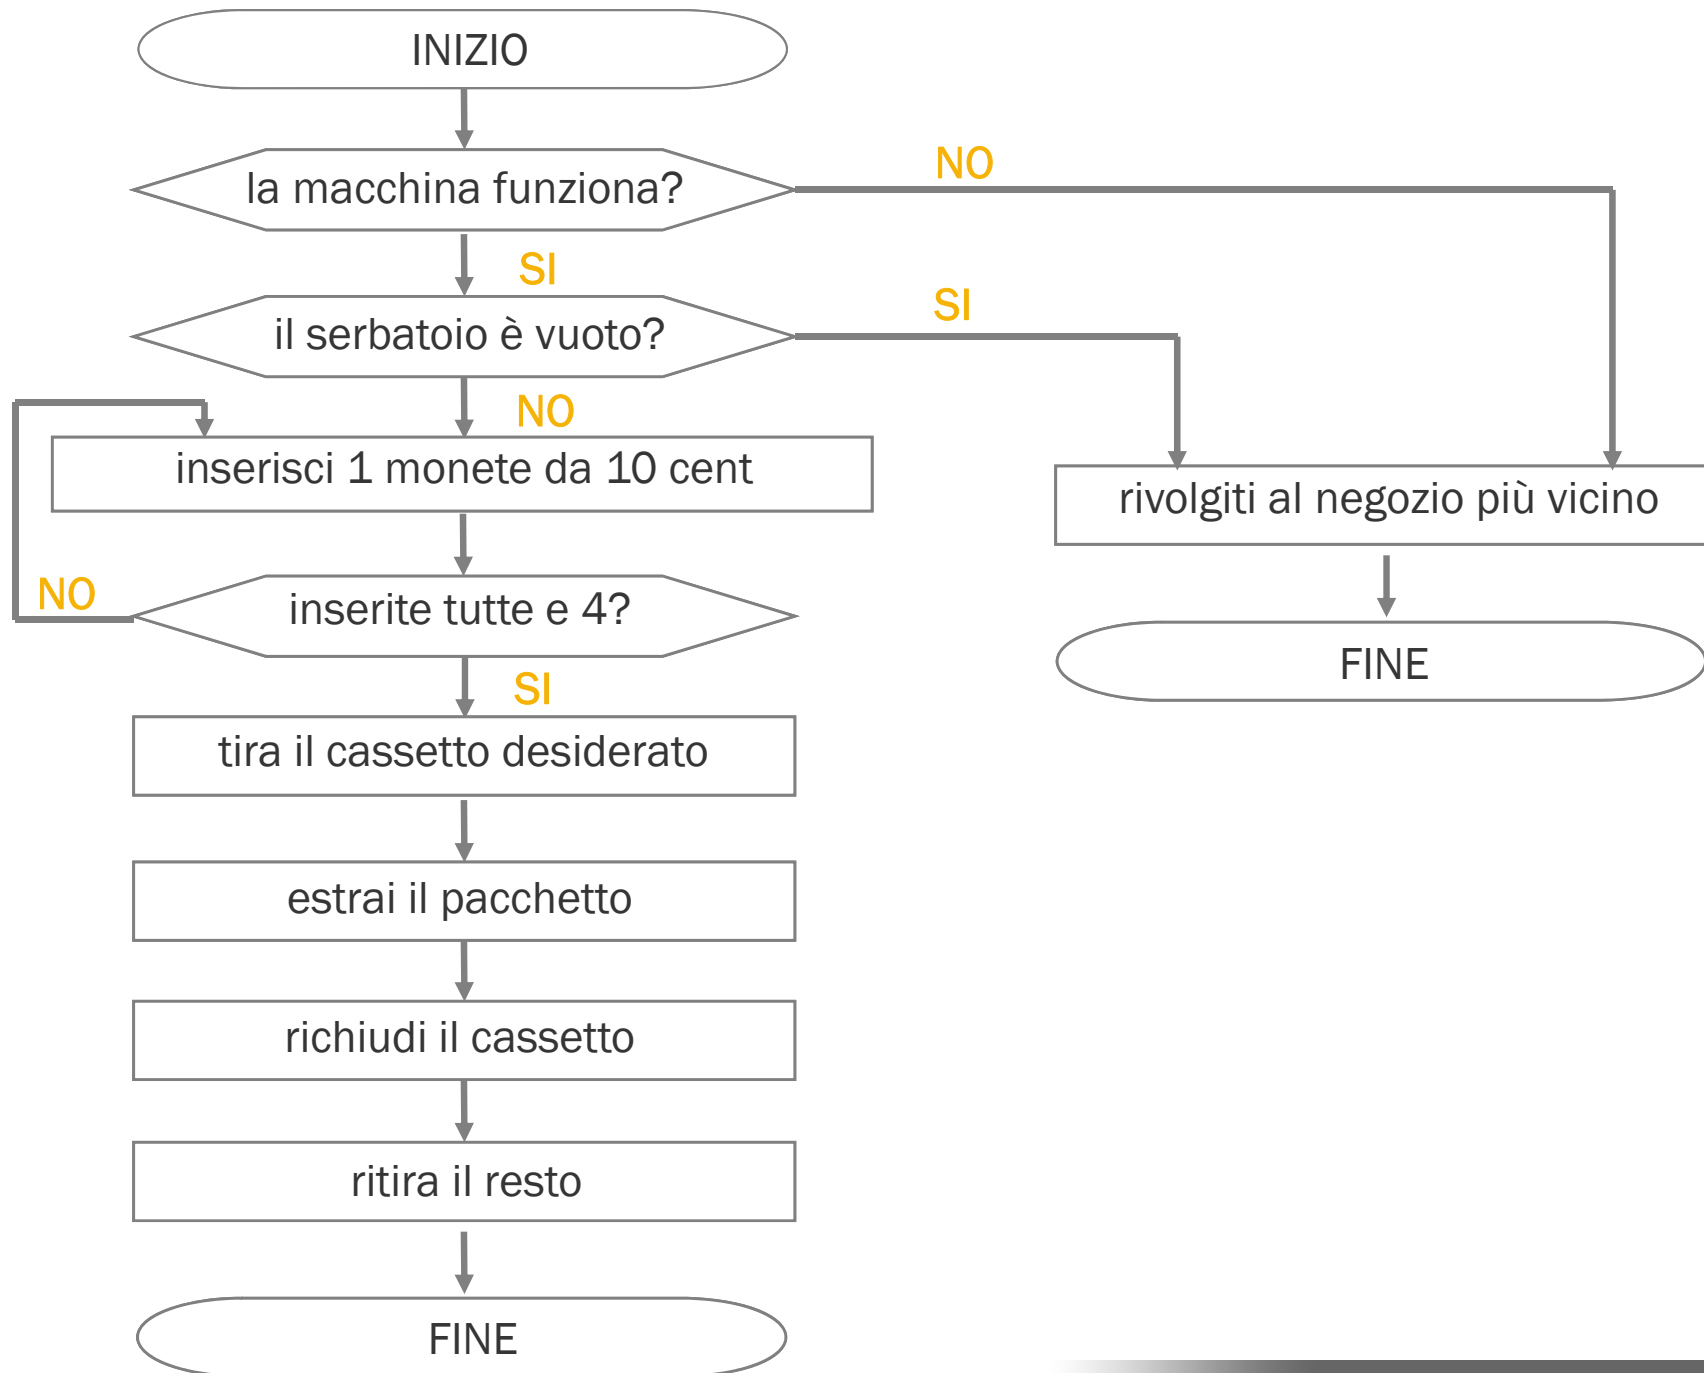 INIZIO
la macchina funziona?
NO
SI
il serbatoio è vuoto?
SI
NO
inserisci 1 monete da 10 cent
rivolgiti al negozio più vicino
NO
inserite tutte e 4?
FINE
SI
tira il cassetto desiderato
estrai il pacchetto
richiudi il cassetto
ritira il resto
FINE